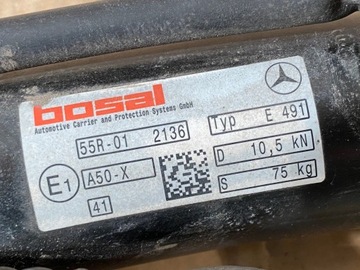 bosal
Automotive Carrier and Protection Systems GmbH
55R-01 2136 Typ E 491
E1 A50-X D 10,5 kN
41 S 75 kg